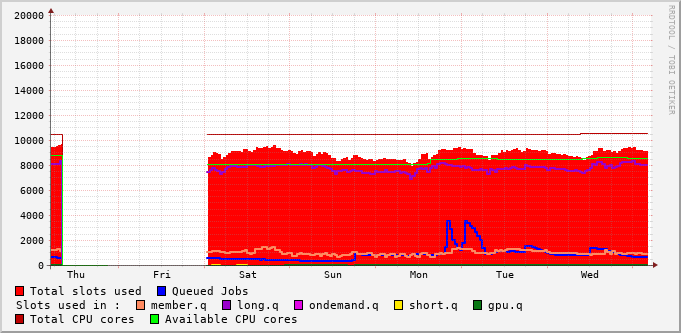 RRDTOOL / TOBI OETIKER
20000
18000
16000
14000
12000
10000
8000
6000
4000
2000
0
Thu Fri Sat Sun Mon Tue Wed
Total slots used Queued Jobs
Slots used in : member.q long.q ondemand.q short.q gpu.q
Total CPU cores Available CPU cores